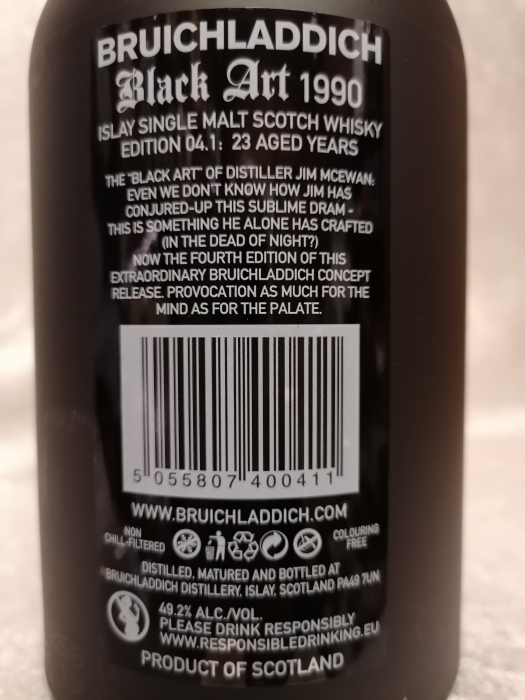 BRUICHLADDICH
Black Art 1990
ISLAY SINGLE MALT SCOTCH WHISKY
EDITION 04.1: 23 AGED YEARS
THE "BLACK ART" OF DISTILLER JIM MCEWAN:
EVEN WE DON'T KNOW HOW JIM HAS
CONJURED-UP THIS SUBLIME DRAM -
THIS IS SOMETHING HE ALONE HAS CRAFTED
(IN THE DEAD OF NIGHT?)
NOW THE FOURTH EDITION OF THIS
EXTRAORDINARY BRUICHLADDICH CONCEPT
RELEASE. PROVOCATION AS MUCH FOR THE
MIND AS FOR THE PALATE.
5 055807 400411
WWW.BRUICHLADDICH.COM
NON
CHILL-FILTERED
COLOURING
FREE
DISTILLED, MATURED AND BOTTLED AT
BRUICHLADDICH DISTILLERY, ISLAY, SCOTLAND PA49 7UN
49.2% ALC./VOL.
PLEASE DRINK RESPONSIBLY
WWW.RESPONSIBLEDRINKING.EU
PRODUCT OF SCOTLAND